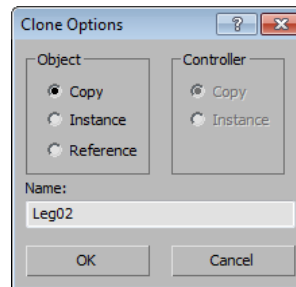 Clone Options
?
Object
Copy
Instance
Reference
Controller
Copy
Instance
Name:
Leg02
OK
Cancel